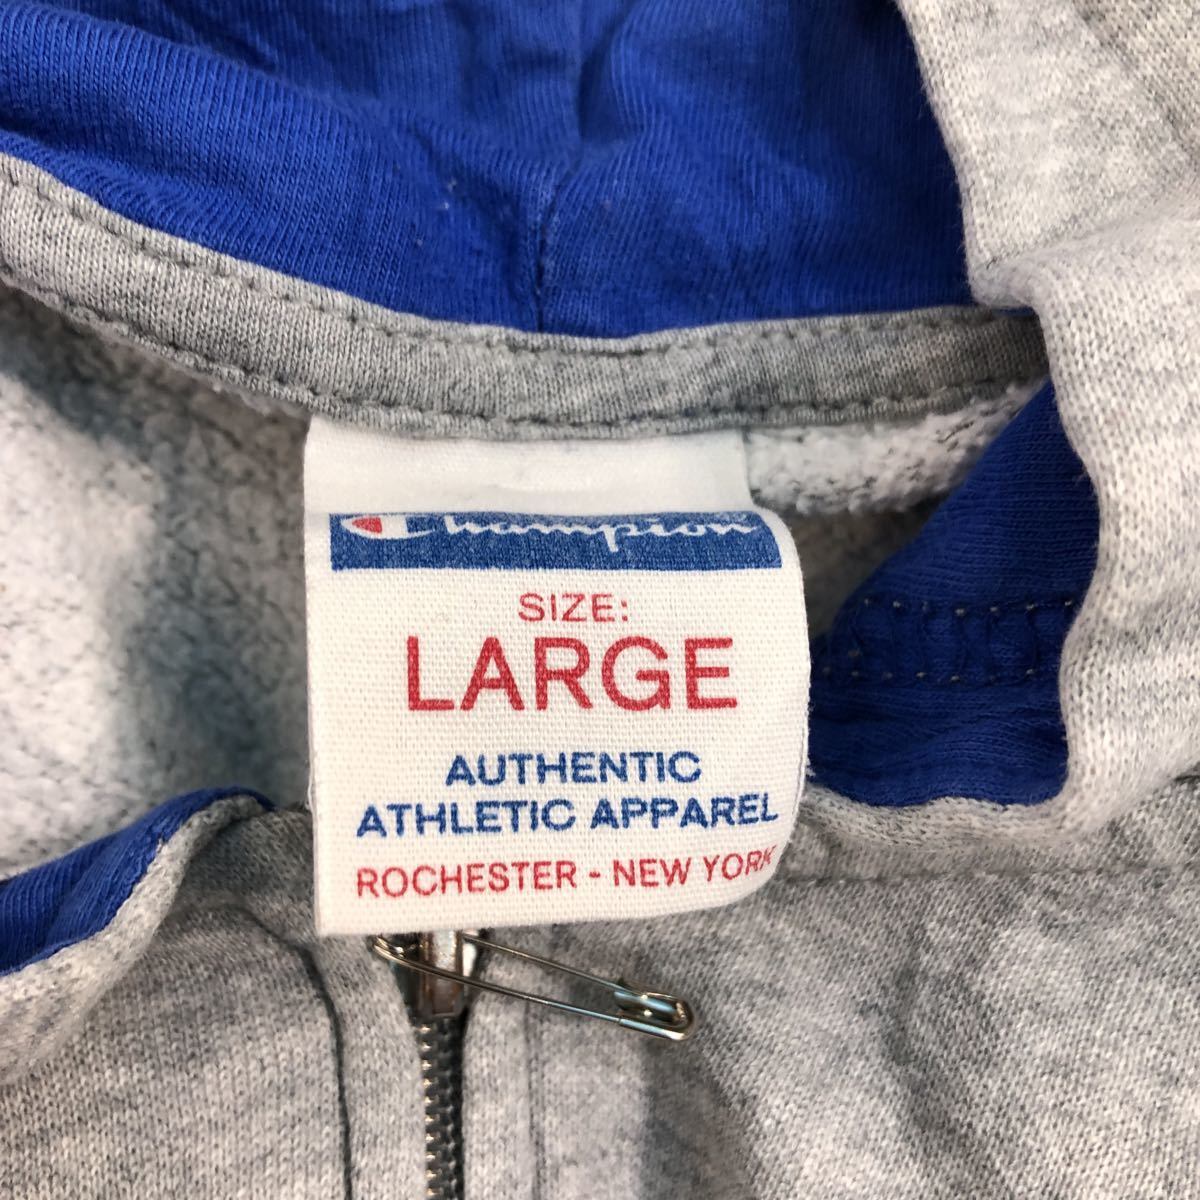 Champion
SIZE:
LARGE
AUTHENTIC
ATHLETIC APPAREL
ROCHESTER - NEW YORK